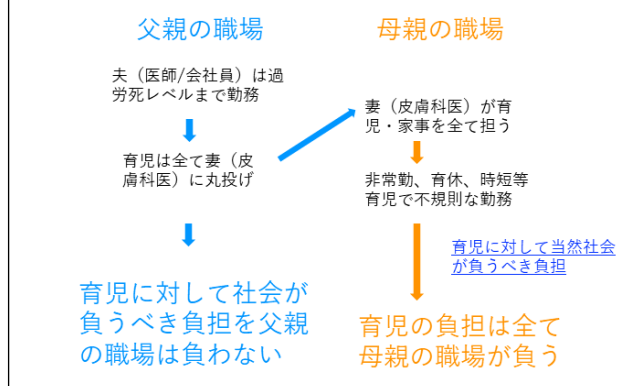 父親の職場
夫（医師/会社員）は過
労死レベルまで勤務
育児は全て妻（皮
膚科医）に丸投げ
育児に対して社会が
負うべき負担を父親
の職場は負わない
母親の職場
妻（皮膚科医）が育
児・家事を全て担う
非常勤、育休、時短等
育児で不規則な勤務
育児に対して当然社会
が負うべき負担
育児の負担は全て
母親の職場が負う